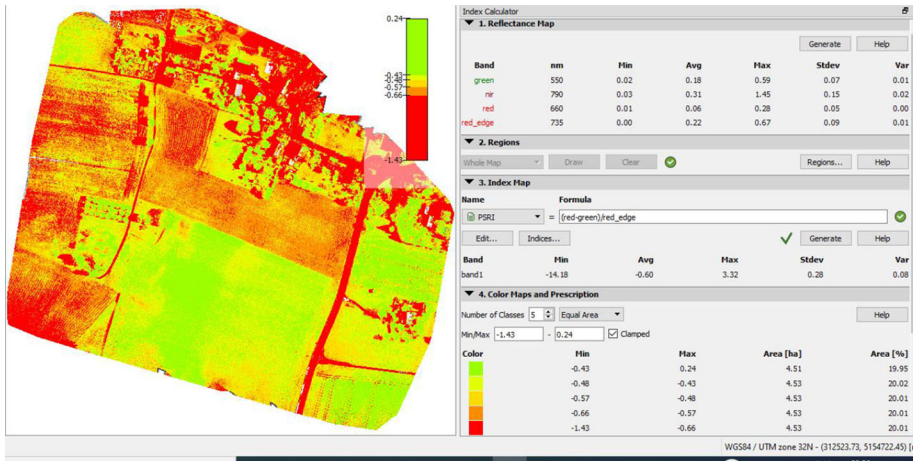 Index Calculator
1. Reflectance Map
Generate Help
Band nm Min Avg Max Stdev Var
green 550 0.02 0.18 0.59 0.07 0.01
nir 790 0.03 0.31 1.45 0.15 0.02
red 660 0.01 0.06 0.28 0.05 0.00
red_edge 735 0.00 0.22 0.67 0.09 0.01
2. Regions
Whole Map Draw Clear Regions... Help
3. Index Map
Name Formula
PSRI = (red-green)/red_edge
Edit... Indices... Generate Help
Band Min Avg Max Stdev Var
band1 -14.18 -0.60 3.32 0.28 0.08
4. Color Maps and Prescription
Number of Classes 5 Equal Area Help
Min/Max -1.43 - 0.24 Clamped
Color Min Max Area [ha] Area [%]
-0.43 0.24 4.51 19.95
-0.48 -0.43 4.53 20.02
-0.57 -0.48 4.53 20.01
-0.66 -0.57 4.53 20.01
-1.43 -0.66 4.53 20.01
0.24
-0.43
-0.48
-0.57
-0.66
-1.43
WGS84 / UTM zone 32N - (312523.73, 5154722.45)